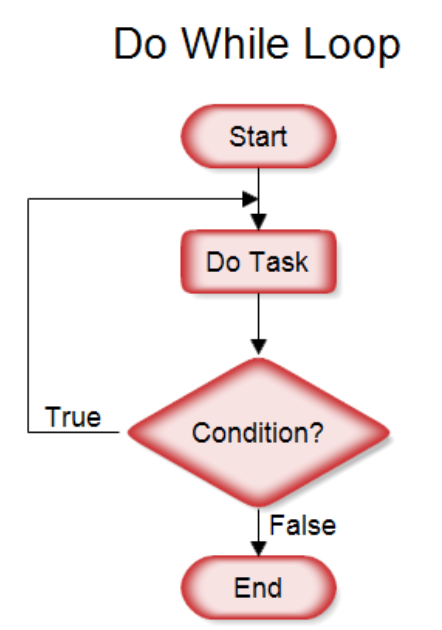 Do While Loop
Start
Do Task
True
Condition?
False
End